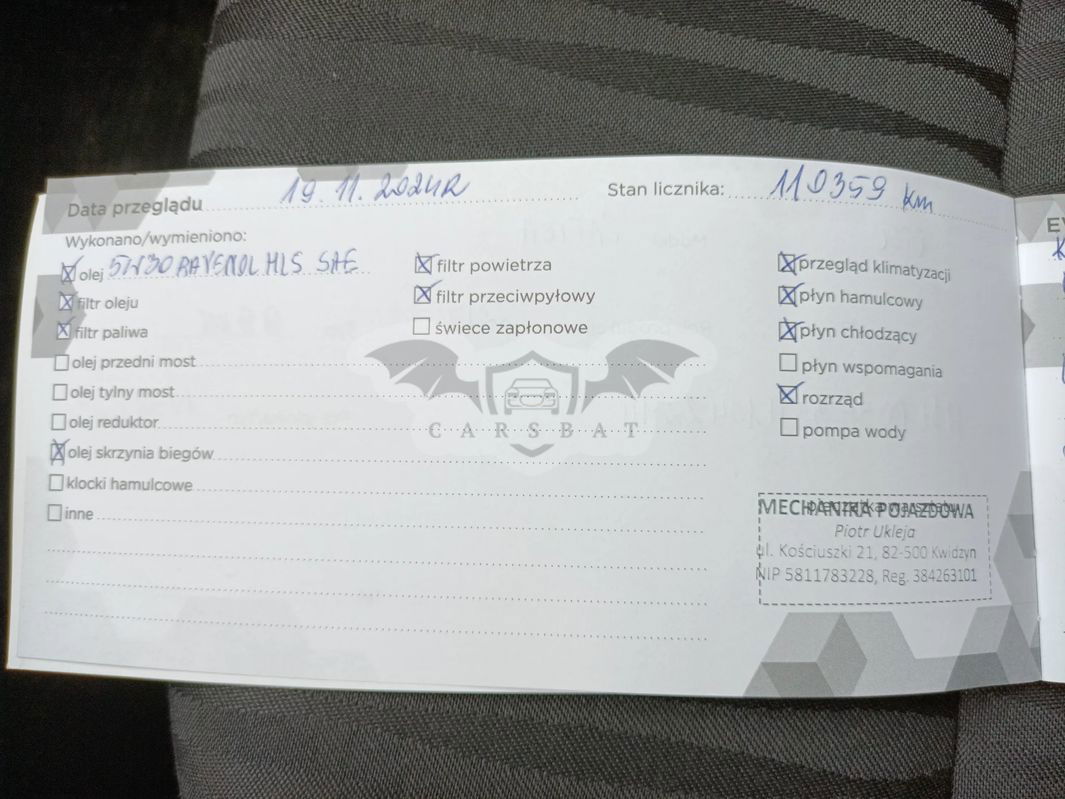 Data przeglądu 19.11.2024R Stan licznika: 110359 km
Wykonano/wymieniono:
olej 5W30 RAVENOL HLS SAE
filtr oleju
filtr paliwa
olej przedni most
olej tylny most
olej reduktor
olej skrzynia biegów
klocki hamulcowe
inne
filtr powietrza
filtr przeciwpyłowy
świece zapłonowe
przegląd klimatyzacji
płyn hamulcowy
płyn chłodzący
płyn wspomagania
rozrząd
pompa wody
CARSBAT
MECHANIKA POJAZDOWA
Piotr Ukleja
ul. Kościuszki 21, 82-500 Kwidzyn
NIP 5811783228, Reg. 384263101